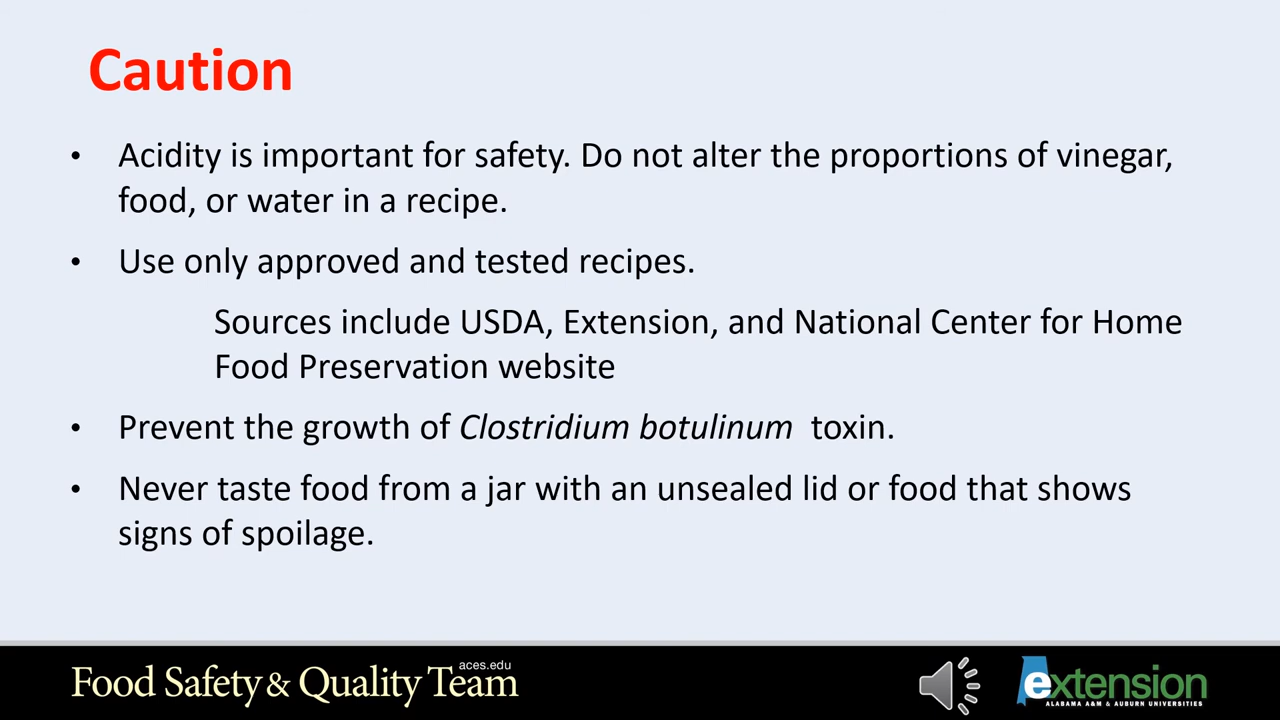 Caution
• Acidity is important for safety. Do not alter the proportions of vinegar,
food, or water in a recipe.
• Use only approved and tested recipes.
Sources include USDA, Extension, and National Center for Home
Food Preservation website
• Prevent the growth of Clostridium botulinum toxin.
• Never taste food from a jar with an unsealed lid or food that shows
signs of spoilage.
Food Safety & Quality Team aces.edu
extension
ALABAMA A&M & AUBURN UNIVERSITIES